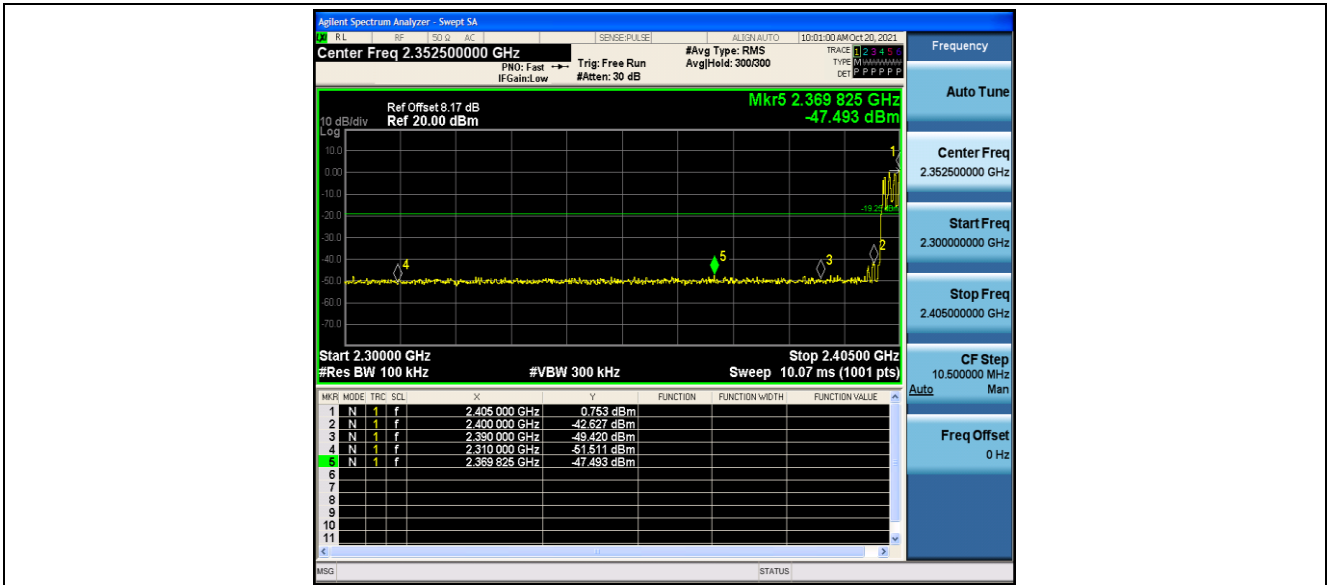 Agilent Spectrum Analyzer - Swept SA
RL RF 50 Ω AC SENSE:PULSE ALIGN AUTO 10:01:00 AM Oct 20, 2021
Center Freq 2.352500000 GHz
PNO: Fast
IFGain:Low
Trig: Free Run
#Atten: 30 dB
#Avg Type: RMS
Avg|Hold: 300/300
TRACE 1 2 3 4 5 6
TYPE M
DET P P P P P P
Ref Offset 8.17 dB
10 dB/div Ref 20.00 dBm
Log
Mkr5 2.369 825 GHz
-47.493 dBm
10.0
0.00
-10.0
-20.0
-30.0
-40.0
-50.0
-60.0
-70.0
1
2
3
4
5
Start 2.30000 GHz Stop 2.40500 GHz
#Res BW 100 kHz #VBW 300 kHz Sweep 10.07 ms (1001 pts)
MKR MODE TRC SCL X Y FUNCTION FUNCTION WIDTH FUNCTION VALUE
1 N 1 f 2.405 000 GHz 0.753 dBm
2 N 1 f 2.400 000 GHz -42.627 dBm
3 N 1 f 2.390 000 GHz -49.420 dBm
4 N 1 f 2.310 000 GHz -51.511 dBm
5 N 1 f 2.369 825 GHz -47.493 dBm
6
7
8
9
10
11
MSG STATUS
Frequency
Auto Tune
Center Freq
2.352500000 GHz
Start Freq
2.300000000 GHz
Stop Freq
2.405000000 GHz
CF Step
10.500000 MHz
Auto Man
Freq Offset
0 Hz